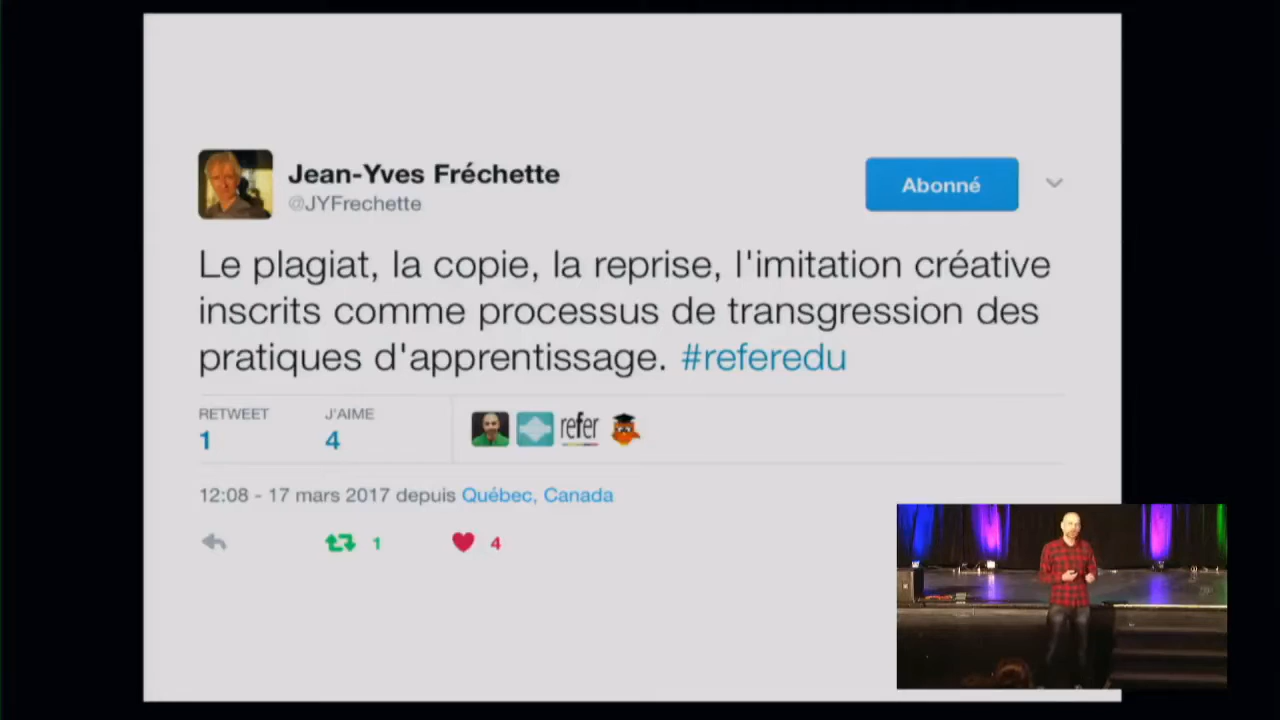 Jean-Yves Fréchette
@JYFrechette
Abonné
Le plagiat, la copie, la reprise, l'imitation créative
inscrits comme processus de transgression des
pratiques d'apprentissage. #referedu
RETWEET
1
J'AIME
4
refer
12:08 - 17 mars 2017 depuis Québec, Canada
1
4